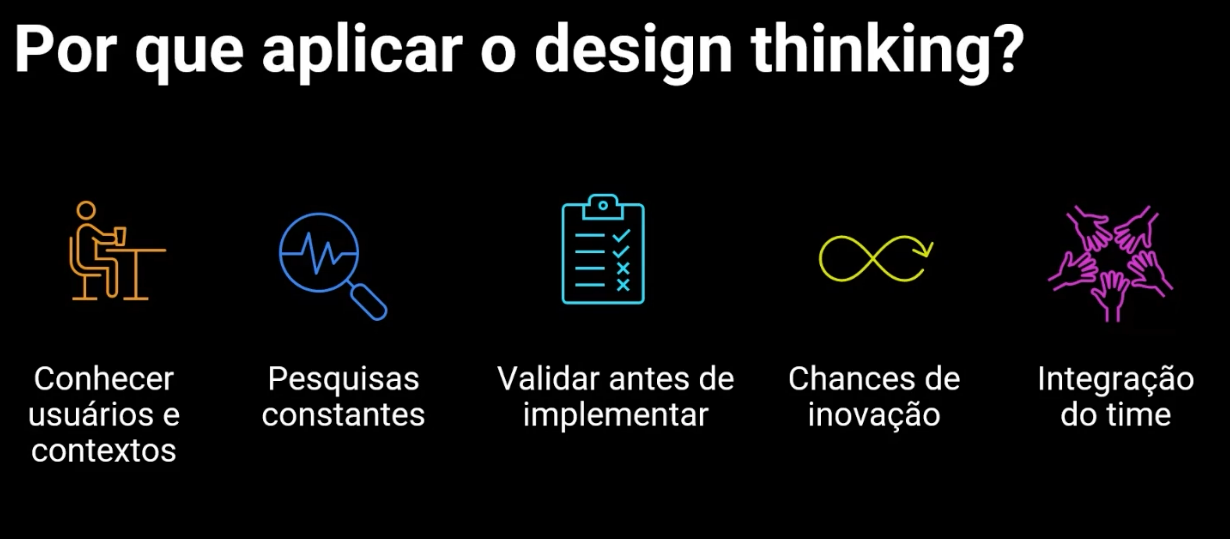 Por que aplicar o design thinking?
Conhecer
usuários e
contextos
Pesquisas
constantes
Validar antes de
implementar
Chances de
inovação
Integração
do time